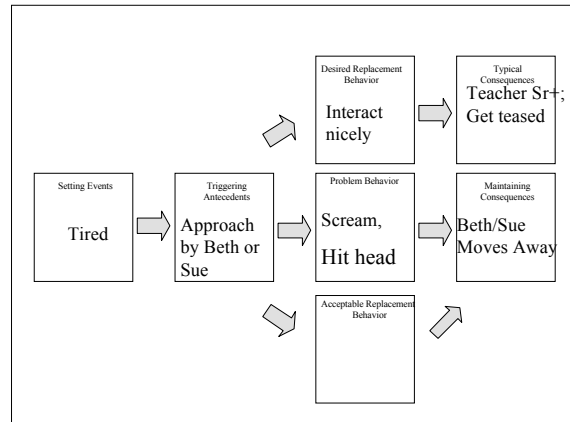 Desired Replacement
Behavior
Interact
nicely
Typical
Consequences
Teacher Sr+;
Get teased
Setting Events
Tired
Triggering
Antecedents
Approach
by Beth or
Sue
Problem Behavior
Scream,
Hit head
Maintaining
Consequences
Beth/Sue
Moves Away
Acceptable Replacement
Behavior